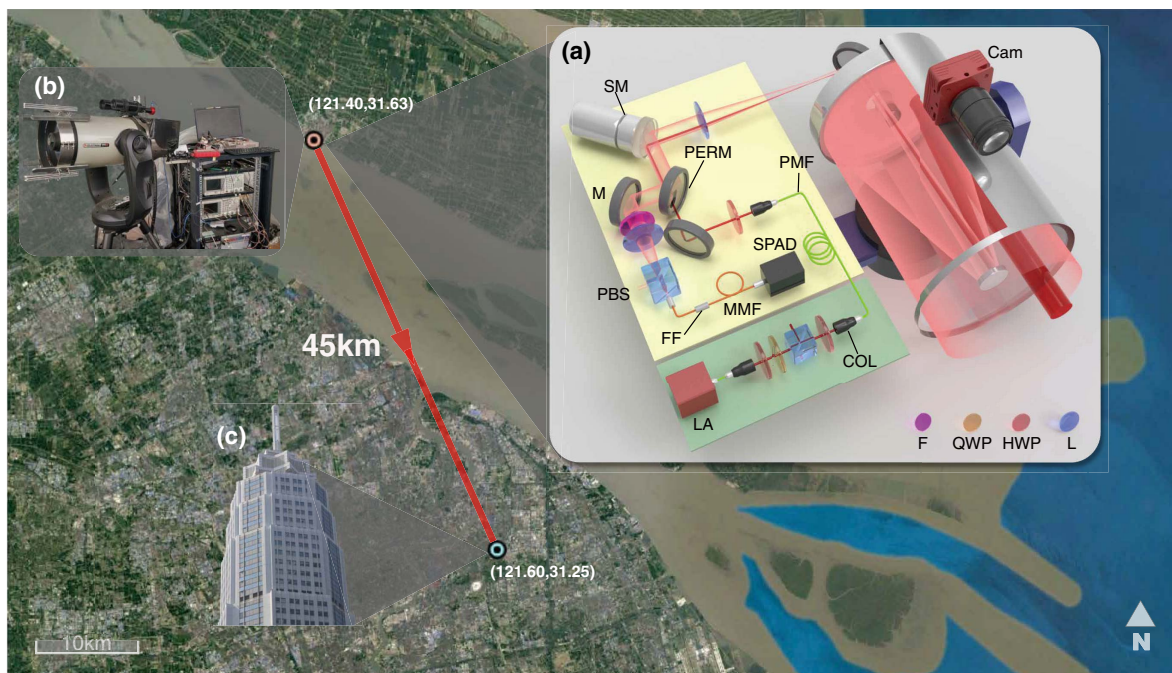 (a)
Cam
SM
(b)
(121.40,31.63)
PERM
PMF
M
SPAD
PBS
MMF
FF
45km
COL
LA
(c)
F QWP HWP L
(121.60,31.25)
10km
N